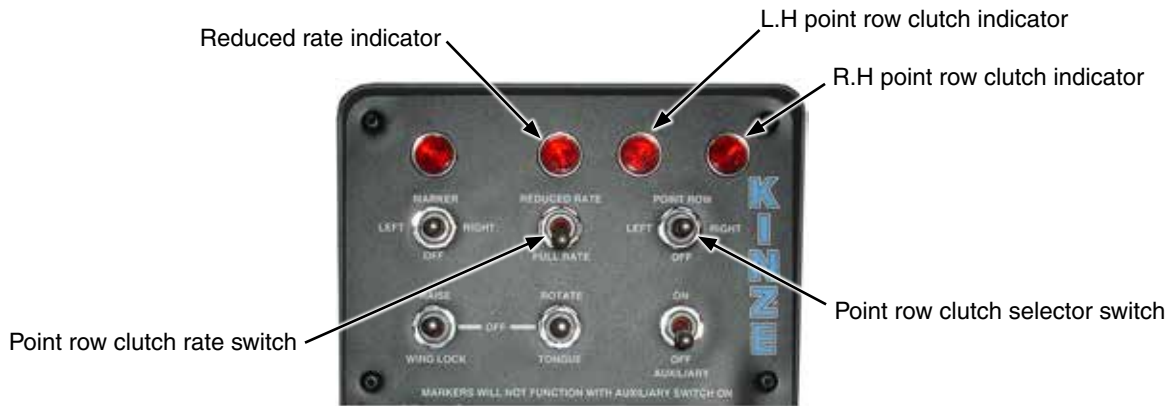 L.H point row clutch indicator
Reduced rate indicator
R.H point row clutch indicator
MARKER
REDUCED RATE
POINT ROW
LEFT
RIGHT
LEFT
RIGHT
OFF
FULL RATE
OFF
KINZE
RAISE
ROTATE
ON
Point row clutch selector switch
OFF
Point row clutch rate switch
WING LOCK
TONGUE
OFF
AUXILIARY
MARKERS WILL NOT FUNCTION WITH AUXILIARY SWITCH ON